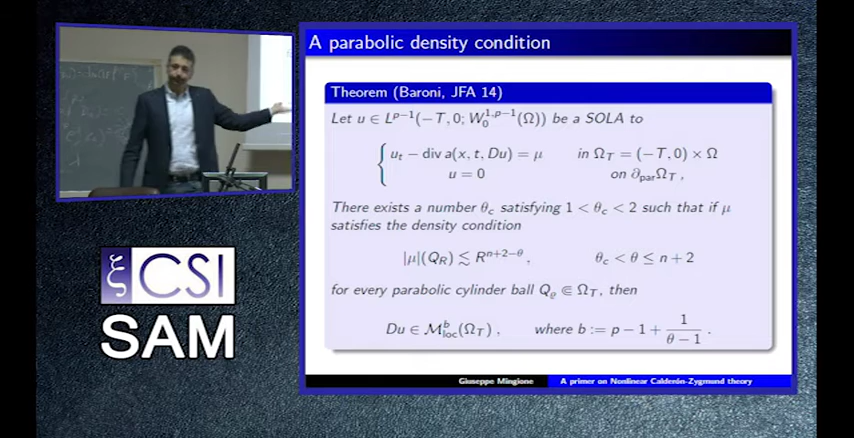 A parabolic density condition
Theorem (Baroni, JFA 14)
Let u ∈ L^{p−1}(−T, 0; W_0^{1,p−1}(Ω)) be a SOLA to
{ u_t − div a(x, t, Du) = μ in Ω_T = (−T, 0) × Ω
u = 0 on ∂_{par}Ω_T ,
There exists a number θ_c satisfying 1 < θ_c < 2 such that if μ
satisfies the density condition
|μ|(Q_R) ≲ R^{n+2−θ} , θ_c < θ ≤ n + 2
for every parabolic cylinder ball Q_ϱ ⋐ Ω_T, then
Du ∈ M^b_{loc}(Ω_T) , where b := p − 1 + 1/(θ − 1) .
Giuseppe Mingione A primer on Nonlinear Calderón-Zygmund theory
ξ CSI
SAM